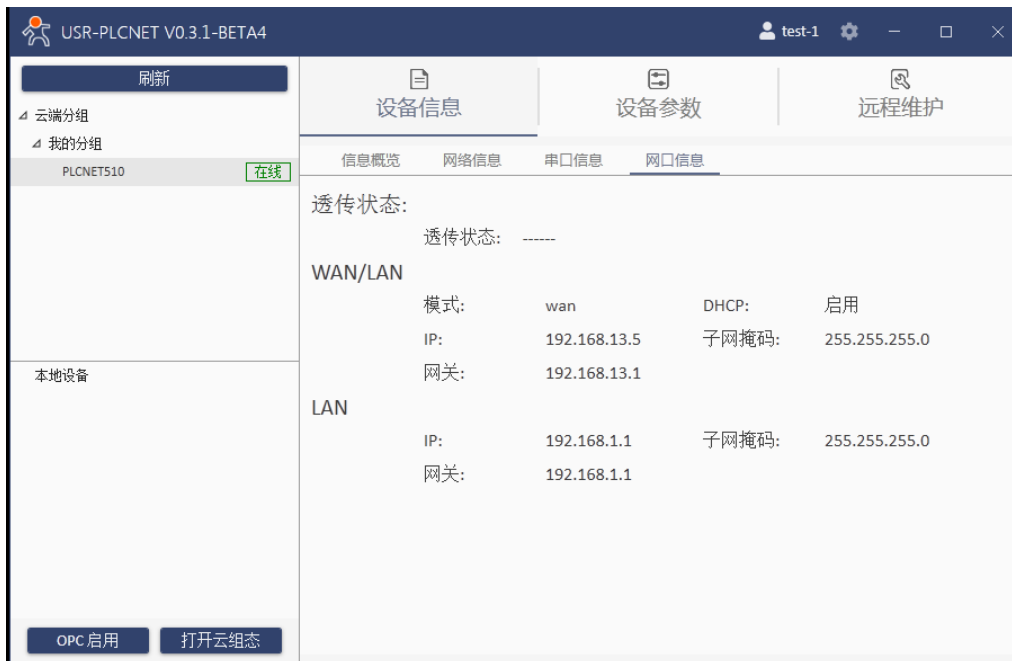 USR-PLCNET V0.3.1-BETA4
test-1
刷新
云端分组
我的分组
PLCNET510 在线
本地设备
OPC 启用 打开云组态
设备信息 设备参数 远程维护
信息概览 网络信息 串口信息 网口信息
透传状态:
透传状态: ------
WAN/LAN
模式: wan DHCP: 启用
IP: 192.168.13.5 子网掩码: 255.255.255.0
网关: 192.168.13.1
LAN
IP: 192.168.1.1 子网掩码: 255.255.255.0
网关: 192.168.1.1